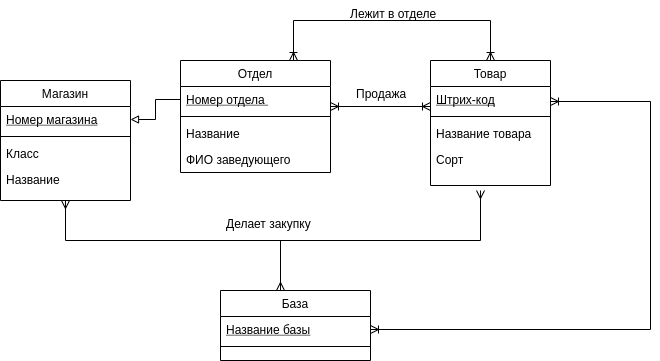 Лежит в отделе
Отдел
Товар
Магазин
Номер отдела
Продажа
Штрих-код
Номер магазина
Название
Название товара
Класс
ФИО заведующего
Сорт
Название
Делает закупку
База
Название базы